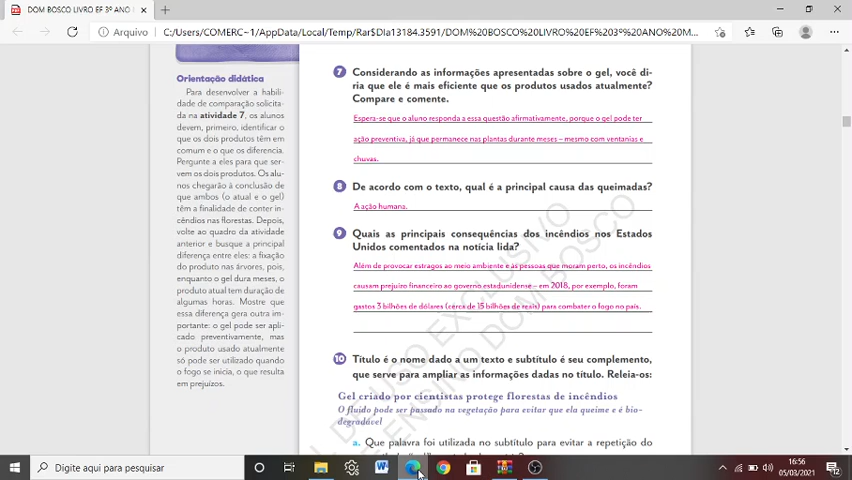 DOM BOSCO LIVRO EF 3º ANO M
Arquivo
C:/Users/COMERC~1/AppData/Local/Temp/Rar$DIa13184.3591/DOM%20BOSCO%20LIVRO%20EF%203º%20ANO%20M...
Orientação didática
Para desenvolver a habili-
dade de comparação solicita-
da na atividade 7, os alunos
devem, primeiro, identificar o
que os dois produtos têm em
comum e o que os diferencia.
Pergunte a eles para que ser-
vem os dois produtos. Os alu-
nos chegarão à conclusão de
que ambos (o atual e o gel)
têm a finalidade de conter in-
cêndios nas florestas. Depois,
volte ao quadro da atividade
anterior e busque a principal
diferença entre eles: a fixação
do produto nas árvores, pois,
enquanto o gel dura meses, o
produto atual tem duração de
algumas horas. Mostre que
essa diferença gera outra im-
portante: o gel pode ser apli-
cado preventivamente, mas
o produto usado atualmente
só pode ser utilizado quando
o fogo se inicia, o que resulta
em prejuízos.
7 Considerando as informações apresentadas sobre o gel, você di-
ria que ele é mais eficiente que os produtos usados atualmente?
Compare e comente.
Espera-se que o aluno responda a essa questão afirmativamente, porque o gel pode ter
ação preventiva, já que permanece nas plantas durante meses – mesmo com ventanias e
chuvas.
8 De acordo com o texto, qual é a principal causa das queimadas?
A ação humana.
9 Quais as principais consequências dos incêndios nos Estados
Unidos comentados na notícia lida?
Além de provocar estragos ao meio ambiente e às pessoas que moram perto, os incêndios
causam prejuízo financeiro ao governo estadunidense – em 2018, por exemplo, foram
gastos 3 bilhões de dólares (cerca de 15 bilhões de reais) para combater o fogo no país.
10 Título é o nome dado a um texto e subtítulo é seu complemento,
que serve para ampliar as informações dadas no título. Releia-os:
Gel criado por cientistas protege florestas de incêndios
O fluido pode ser passado na vegetação para evitar que ela queime e é bio-
degradável
a. Que palavra foi utilizada no subtítulo para evitar a repetição do
L DE USO EXCLUSIVO
ENSINO DOM BOSCO
Digite aqui para pesquisar
16:56
05/03/2021
12